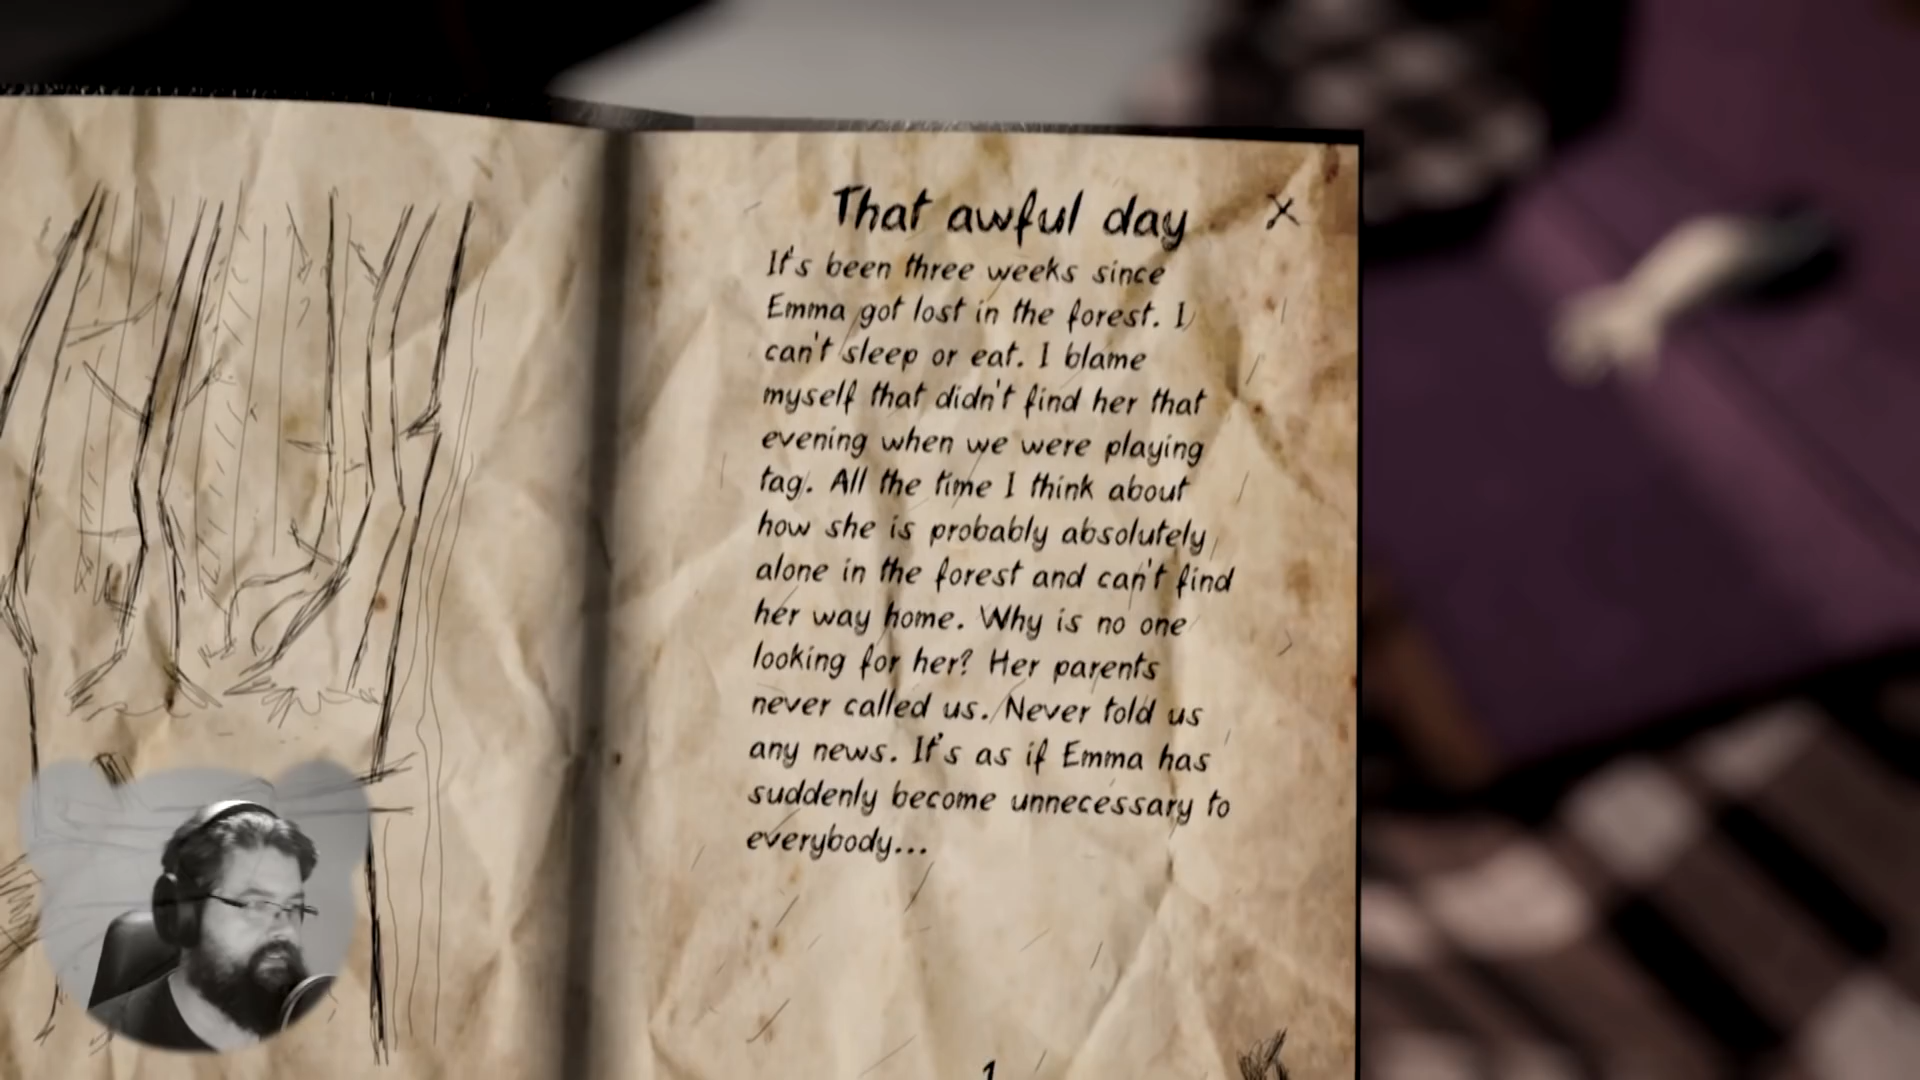 That awful day X
It's been three weeks since
Emma got lost in the forest. I
can't sleep or eat. I blame
myself that didn't find her that
evening when we were playing
tag. All the time I think about
how she is probably absolutely
alone in the forest and can't find
her way home. Why is no one
looking for her? Her parents
never called us. Never told us
any news. It's as if Emma has
suddenly become unnecessary to
everybody...
1